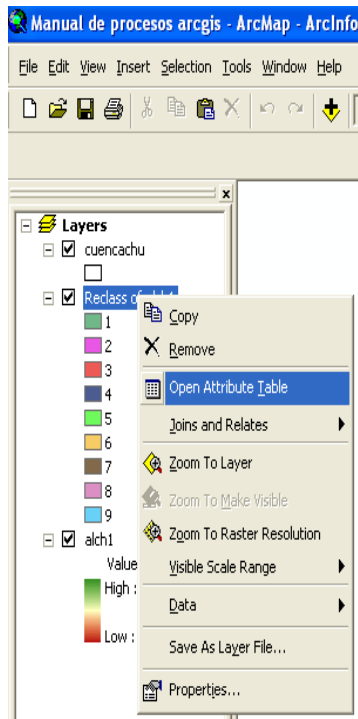 Manual de procesos arcgis - ArcMap - ArcInfo
File Edit View Insert Selection Tools Window Help
Layers
cuencachu
Reclass of
1
2
3
4
5
6
7
8
9
alch1
Value
High :
Low :
Copy
Remove
Open Attribute Table
Joins and Relates
Zoom To Layer
Zoom To Make Visible
Zoom To Raster Resolution
Visible Scale Range
Data
Save As Layer File...
Properties...